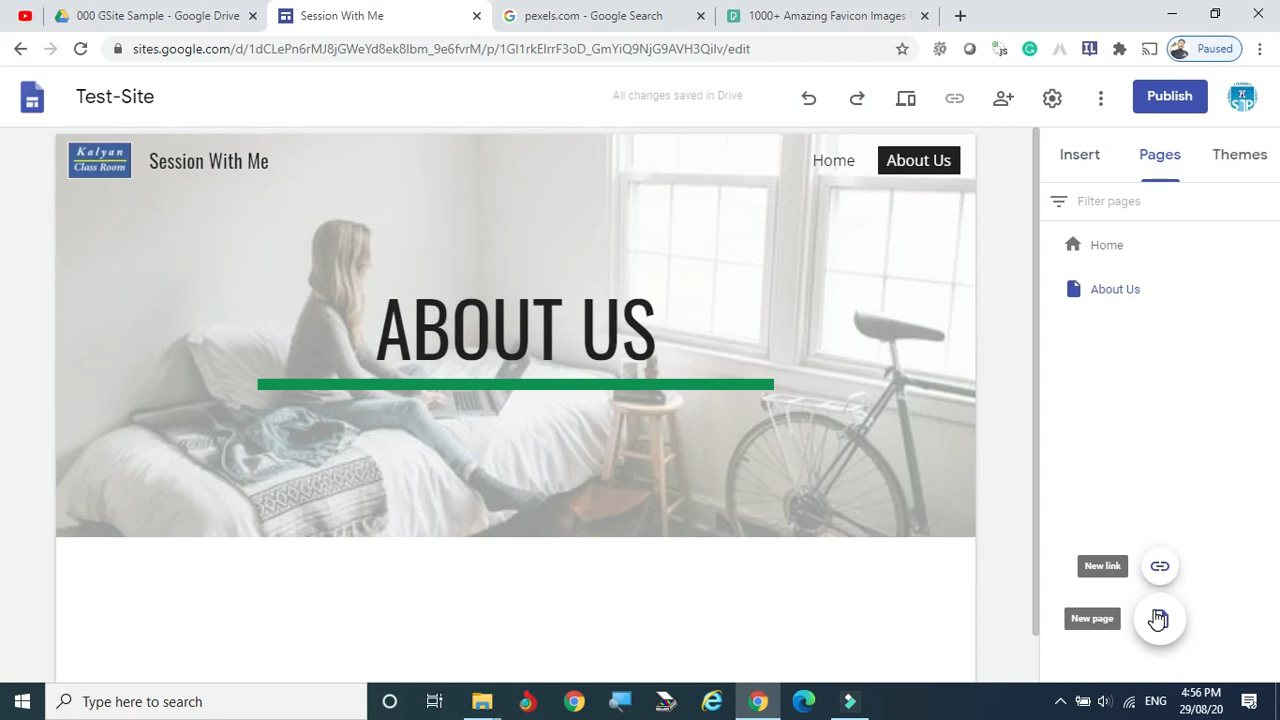 000 GSite Sample - Google Drive
Session With Me
pexels.com - Google Search
1000+ Amazing Favicon Images
sites.google.com/d/1dCLePn6rMJ8jGWeYd8ek8Ibm_9e6fvrM/p/1Gl1rkElrrF3oD_GmYiQ9NjG9AVH3Qilv/edit
Paused
Test-Site
All changes saved in Drive
Publish
Kalyan
Class Room
Session With Me
Home
About Us
ABOUT US
Insert
Pages
Themes
Filter pages
Home
About Us
New link
New page
Type here to search
ENG
4:56 PM
29/08/20